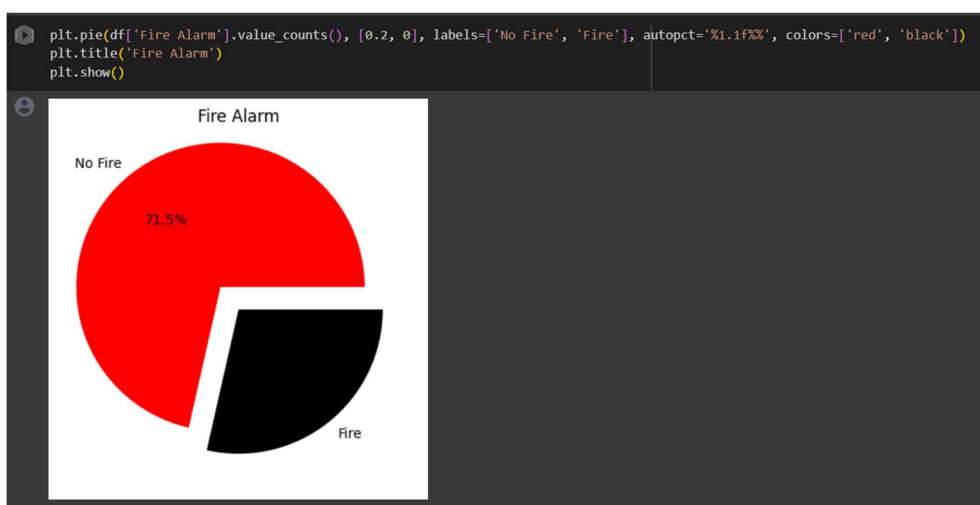 plt.pie(df['Fire Alarm'].value_counts(), [0.2, 0], labels=['No Fire', 'Fire'], autopct='%1.1f%%', colors=['red', 'black'])
plt.title('Fire Alarm')
plt.show()
Fire Alarm
No Fire
71.5%
Fire